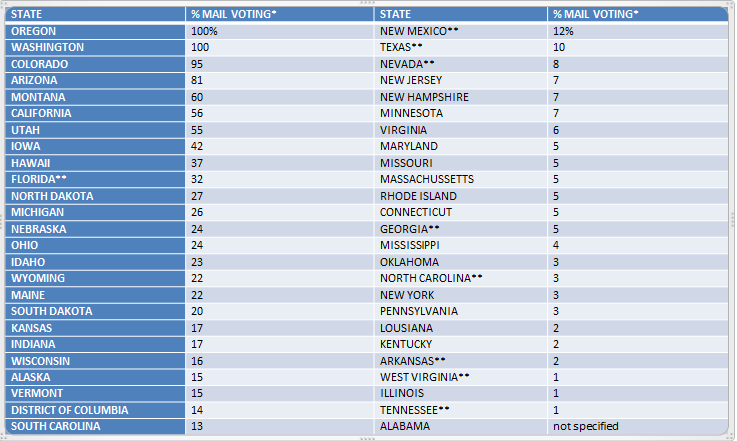 STATE % MAIL VOTING* STATE % MAIL VOTING*
OREGON 100% NEW MEXICO** 12%
WASHINGTON 100 TEXAS** 10
COLORADO 95 NEVADA** 8
ARIZONA 81 NEW JERSEY 7
MONTANA 60 NEW HAMPSHIRE 7
CALIFORNIA 56 MINNESOTA 7
UTAH 55 VIRGINIA 6
IOWA 42 MARYLAND 5
HAWAII 37 MISSOURI 5
FLORIDA** 32 MASSACHUSSETTS 5
NORTH DAKOTA 27 RHODE ISLAND 5
MICHIGAN 26 CONNECTICUT 5
NEBRASKA 24 GEORGIA** 5
OHIO 24 MISSISSIPPI 4
IDAHO 23 OKLAHOMA 3
WYOMING 22 NORTH CAROLINA** 3
MAINE 22 NEW YORK 3
SOUTH DAKOTA 20 PENNSYLVANIA 3
KANSAS 17 LOUSIANA 2
INDIANA 17 KENTUCKY 2
WISCONSIN 16 ARKANSAS** 2
ALASKA 15 WEST VIRGINIA** 1
VERMONT 15 ILLINOIS 1
DISTRICT OF COLUMBIA 14 TENNESSEE** 1
SOUTH CAROLINA 13 ALABAMA not specified